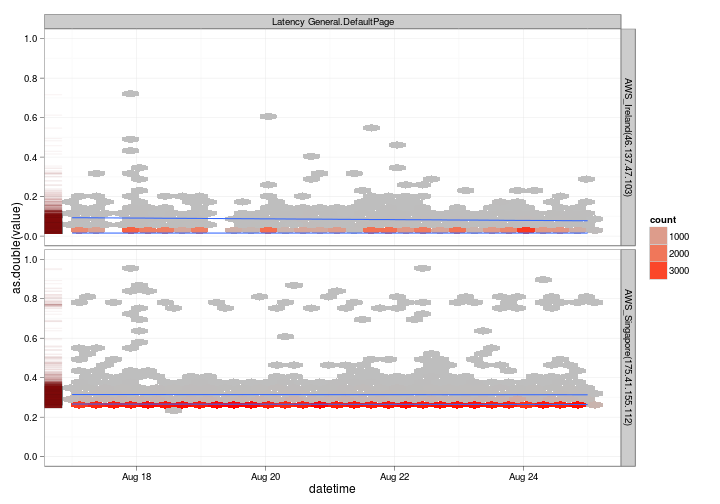 Latency General.DefaultPage
1.0
0.8
0.6
0.4
0.2
0.0
AWS_Ireland(46.137.47.103)
1.0
0.8
0.6
0.4
0.2
0.0
AWS_Singapore(175.41.155.112)
as.double(value)
Aug 18
Aug 20
Aug 22
Aug 24
datetime
count
1000
2000
3000